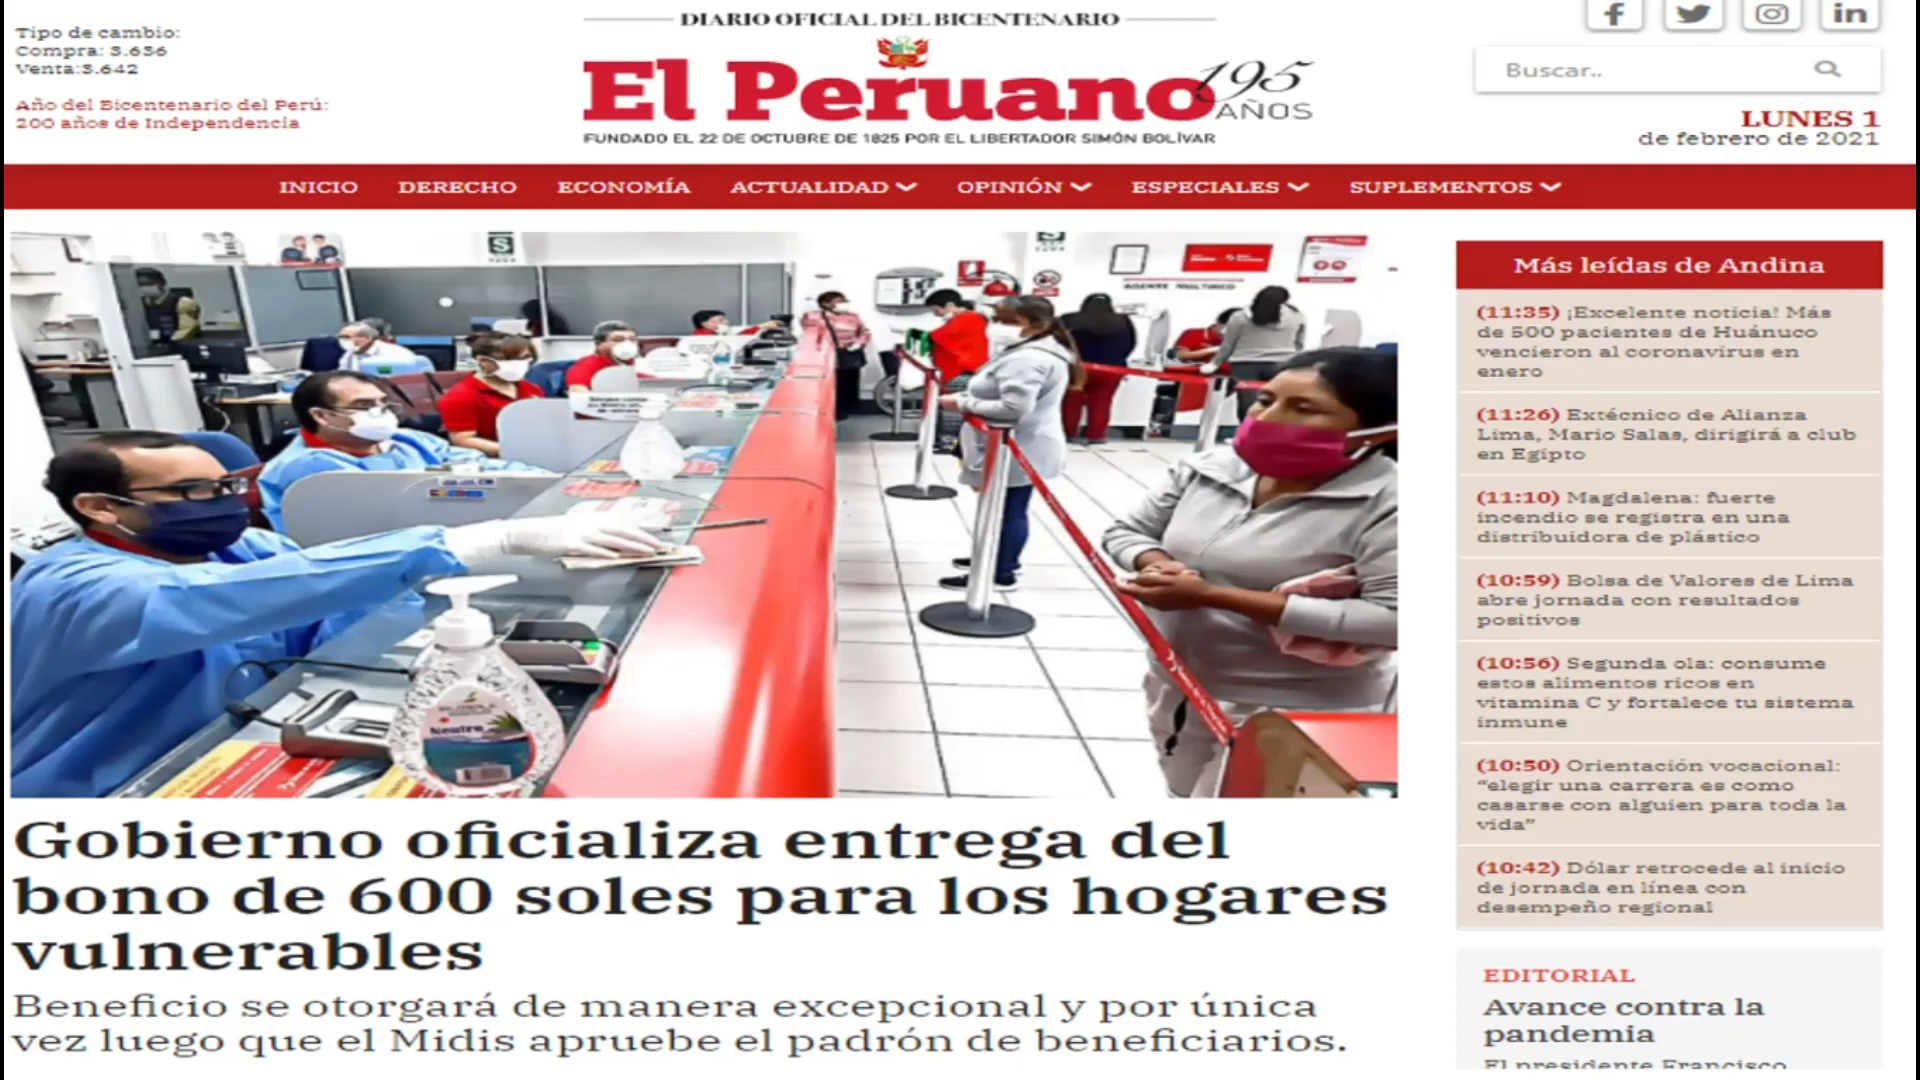 Tipo de cambio:
Compra: 3.636
Venta:3.642
Año del Bicentenario del Perú:
200 años de Independencia
DIARIO OFICIAL DEL BICENTENARIO
El Peruano
195
AÑOS
FUNDADO EL 22 DE OCTUBRE DE 1825 POR EL LIBERTADOR SIMÓN BOLÍVAR
Buscar..
LUNES 1
de febrero de 2021
INICIO DERECHO ECONOMÍA ACTUALIDAD OPINIÓN ESPECIALES SUPLEMENTOS
S
AGENTE MULTIRED
Neutro
Gobierno oficializa entrega del
bono de 600 soles para los hogares
vulnerables
Beneficio se otorgará de manera excepcional y por única
vez luego que el Midis apruebe el padrón de beneficiarios.
Más leídas de Andina
(11:35) ¡Excelente noticia! Más
de 500 pacientes de Huánuco
vencieron al coronavirus en
enero
(11:26) Extécnico de Alianza
Lima, Mario Salas, dirigirá a club
en Egipto
(11:10) Magdalena: fuerte
incendio se registra en una
distribuidora de plástico
(10:59) Bolsa de Valores de Lima
abre jornada con resultados
positivos
(10:56) Segunda ola: consume
estos alimentos ricos en
vitamina C y fortalece tu sistema
inmune
(10:50) Orientación vocacional:
“elegir una carrera es como
casarse con alguien para toda la
vida”
(10:42) Dólar retrocede al inicio
de jornada en línea con
desempeño regional
EDITORIAL
Avance contra la
pandemia
El presidente Francisco